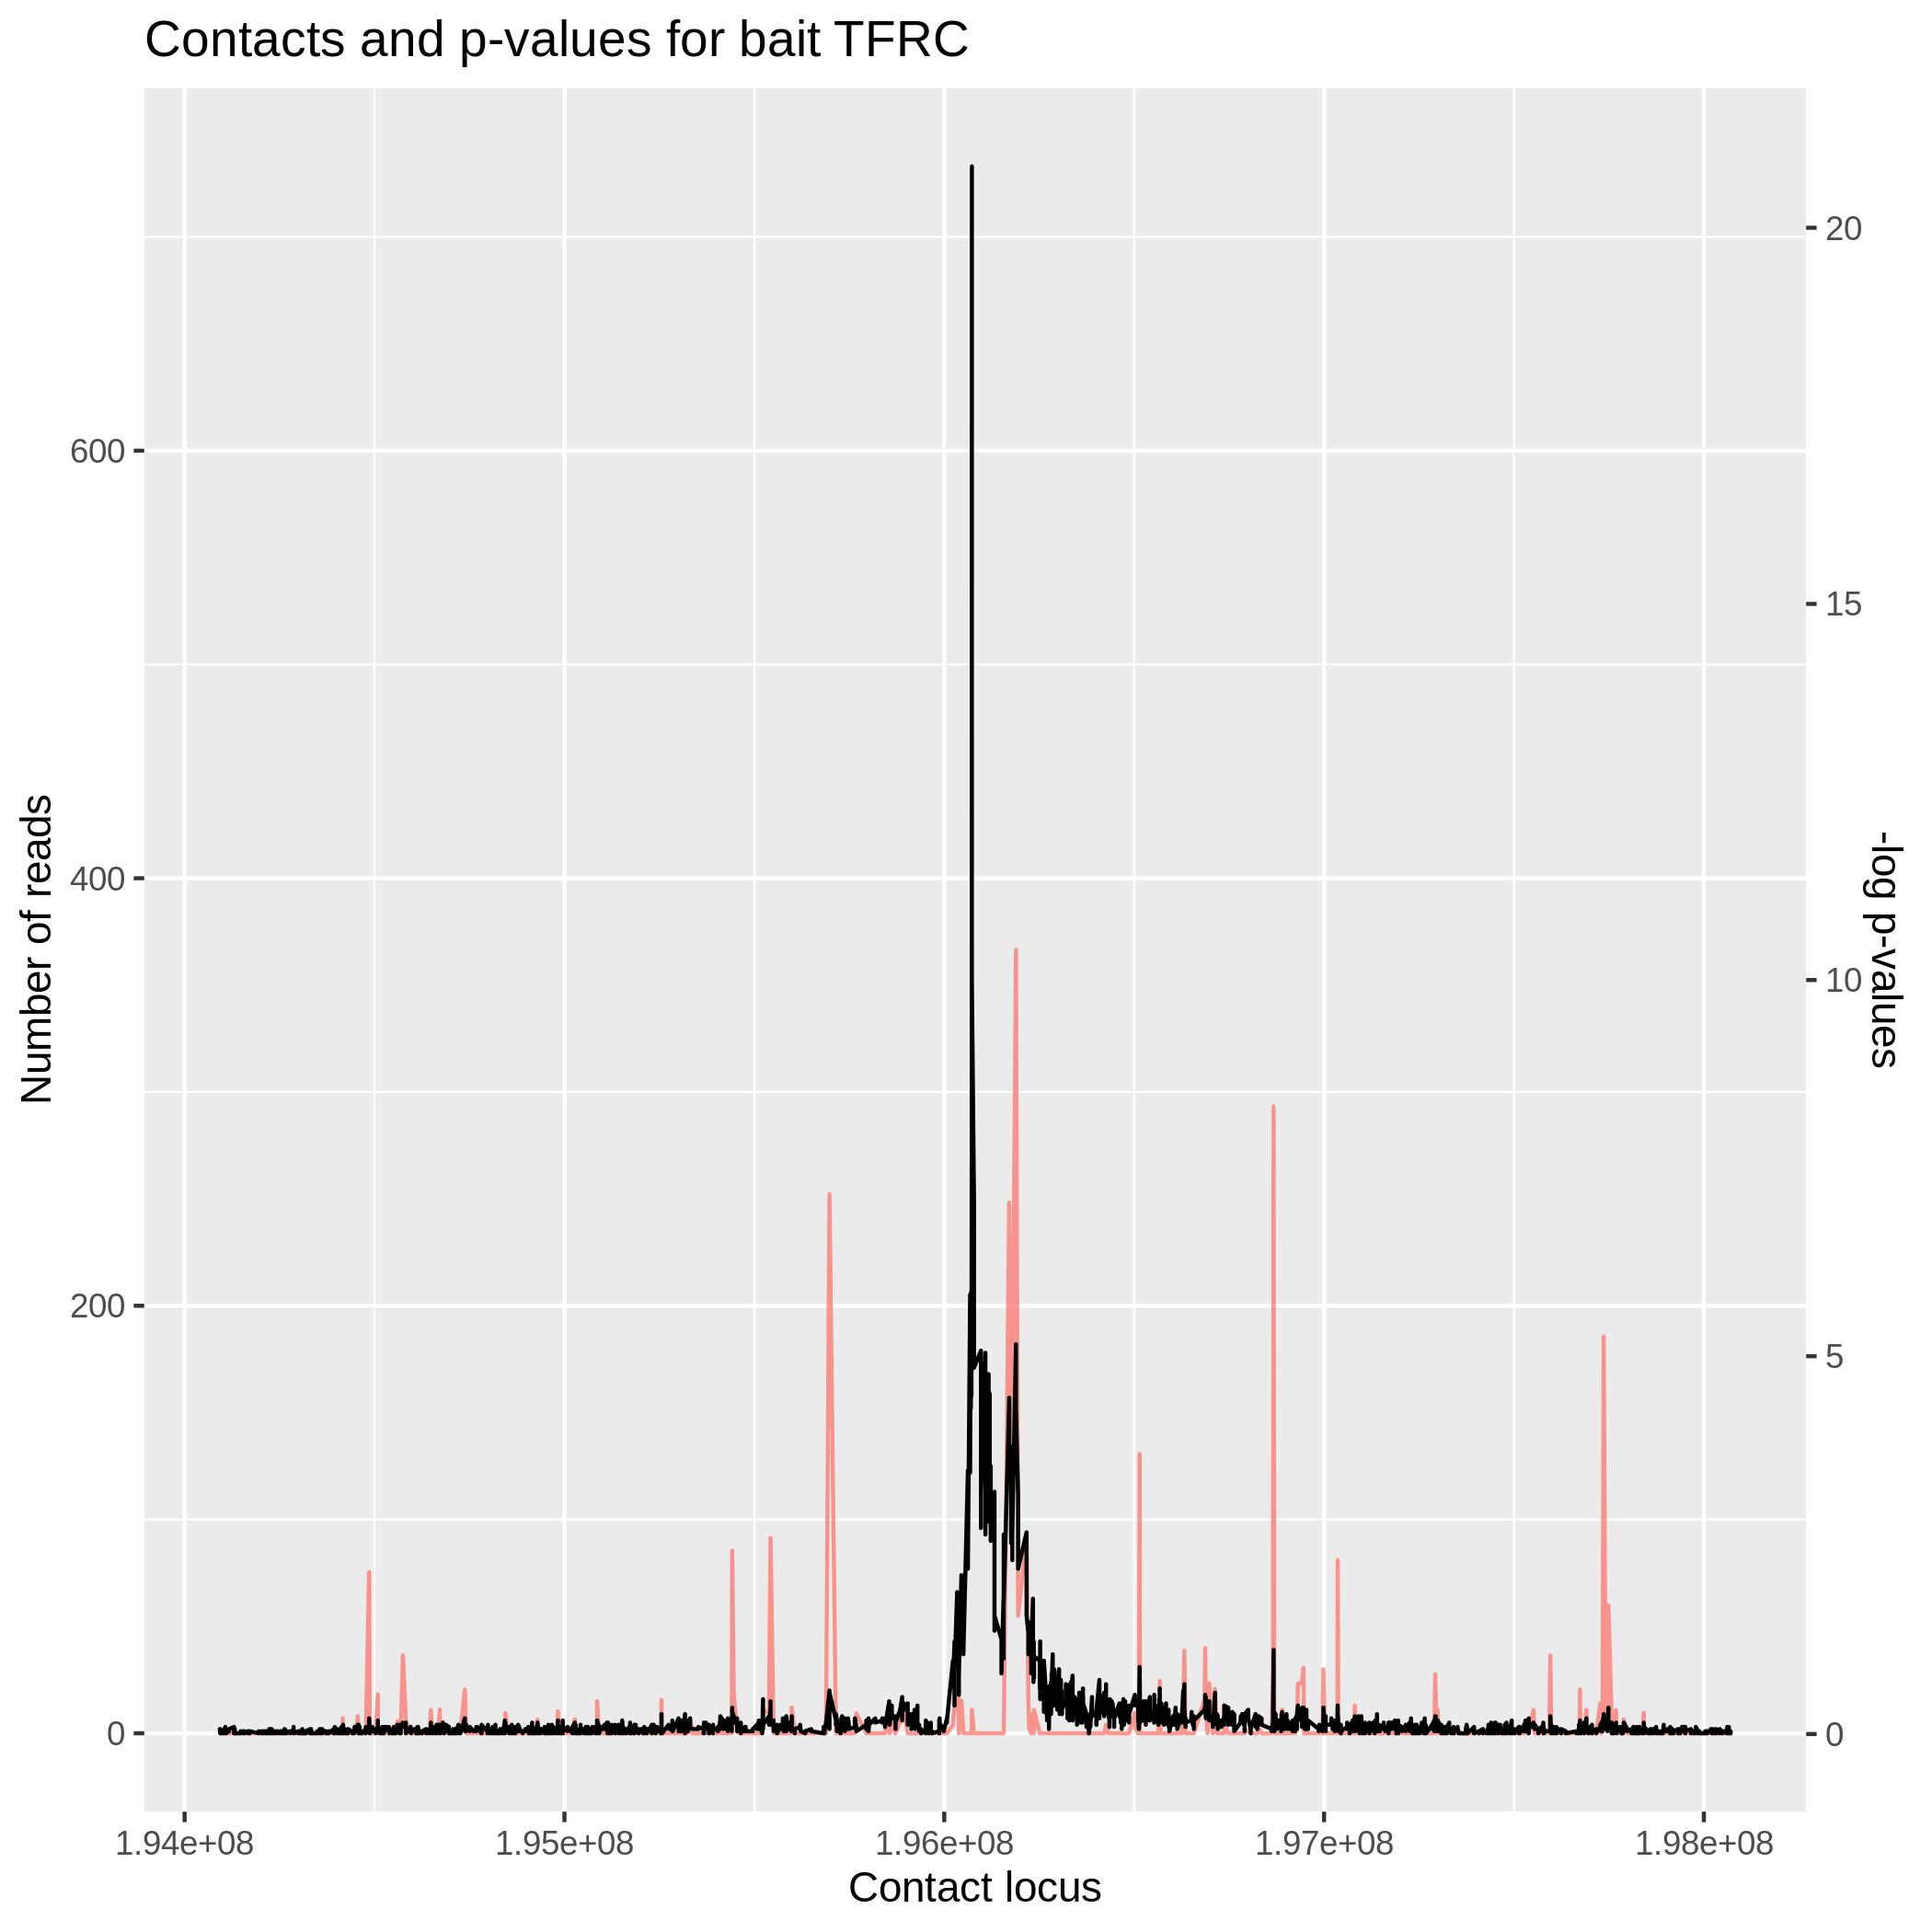 Contacts and p-values for bait TFRC
Number of reads
600
400
200
0
20
15
10
5
0
-log p-values
1.94e+08
1.95e+08
1.96e+08
1.97e+08
1.98e+08
Contact locus